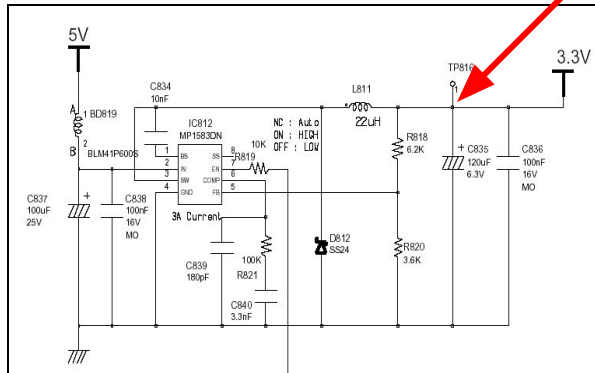 5V
3.3V
TP816
1
C834
10nF
L811
22uH
A
1 BD819
2
B
BLM41P600S
IC812
MP1583DN
NC : Auto
ON : HIGH
OFF : LOW
10K
R819
1 BS SS 8
2 IN EN 7
3 SW COMP 6
4 GND FB 5
R818
6.2K
C835
120uF
6.3V
C836
100nF
16V
MO
C837
100uF
25V
C838
100nF
16V
MO
3A Current
D812
SS24
R820
3.6K
C839
180pF
100K
R821
C840
3.3nF